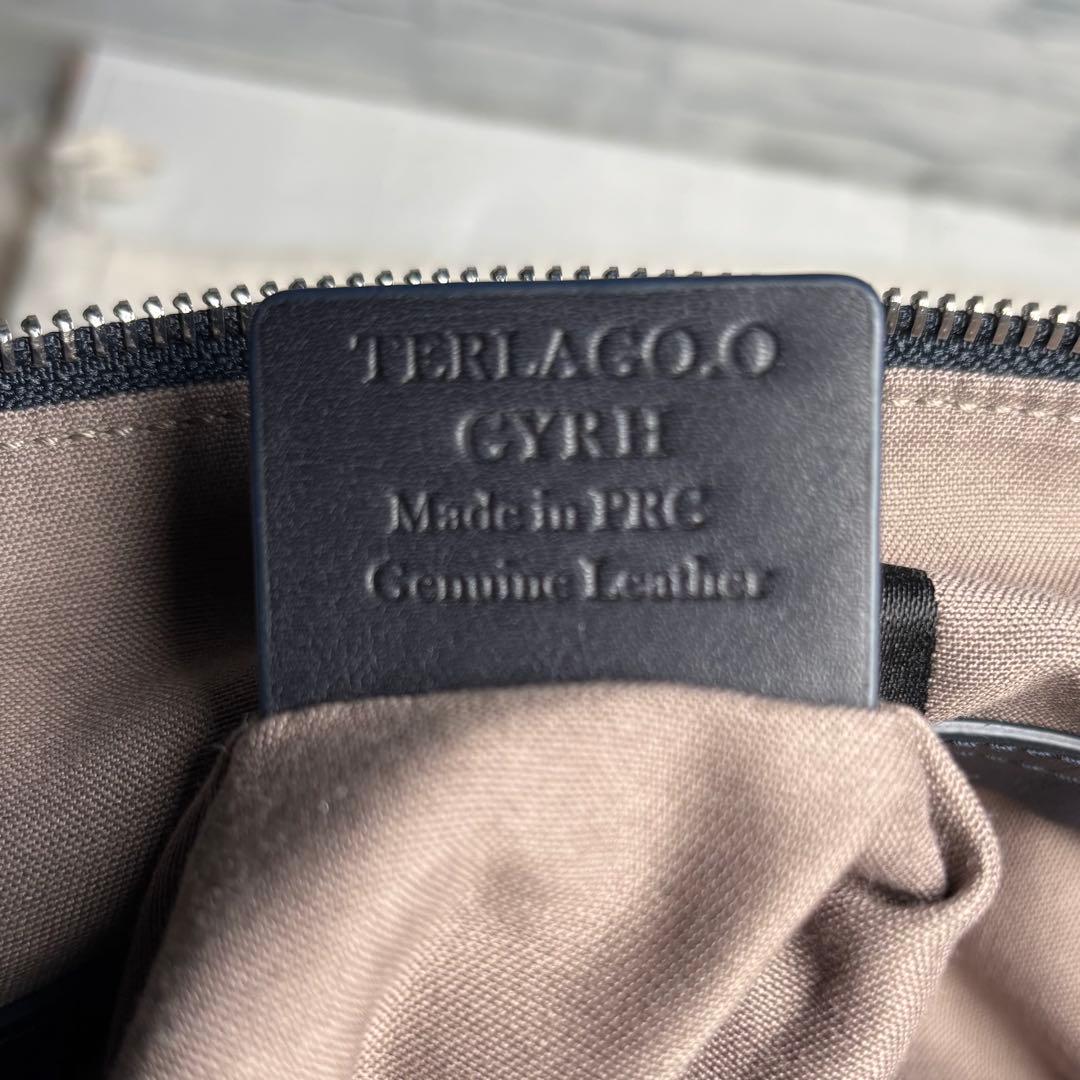 TERLAGO.O
GYRH
Made in PRC
Genuine Leather